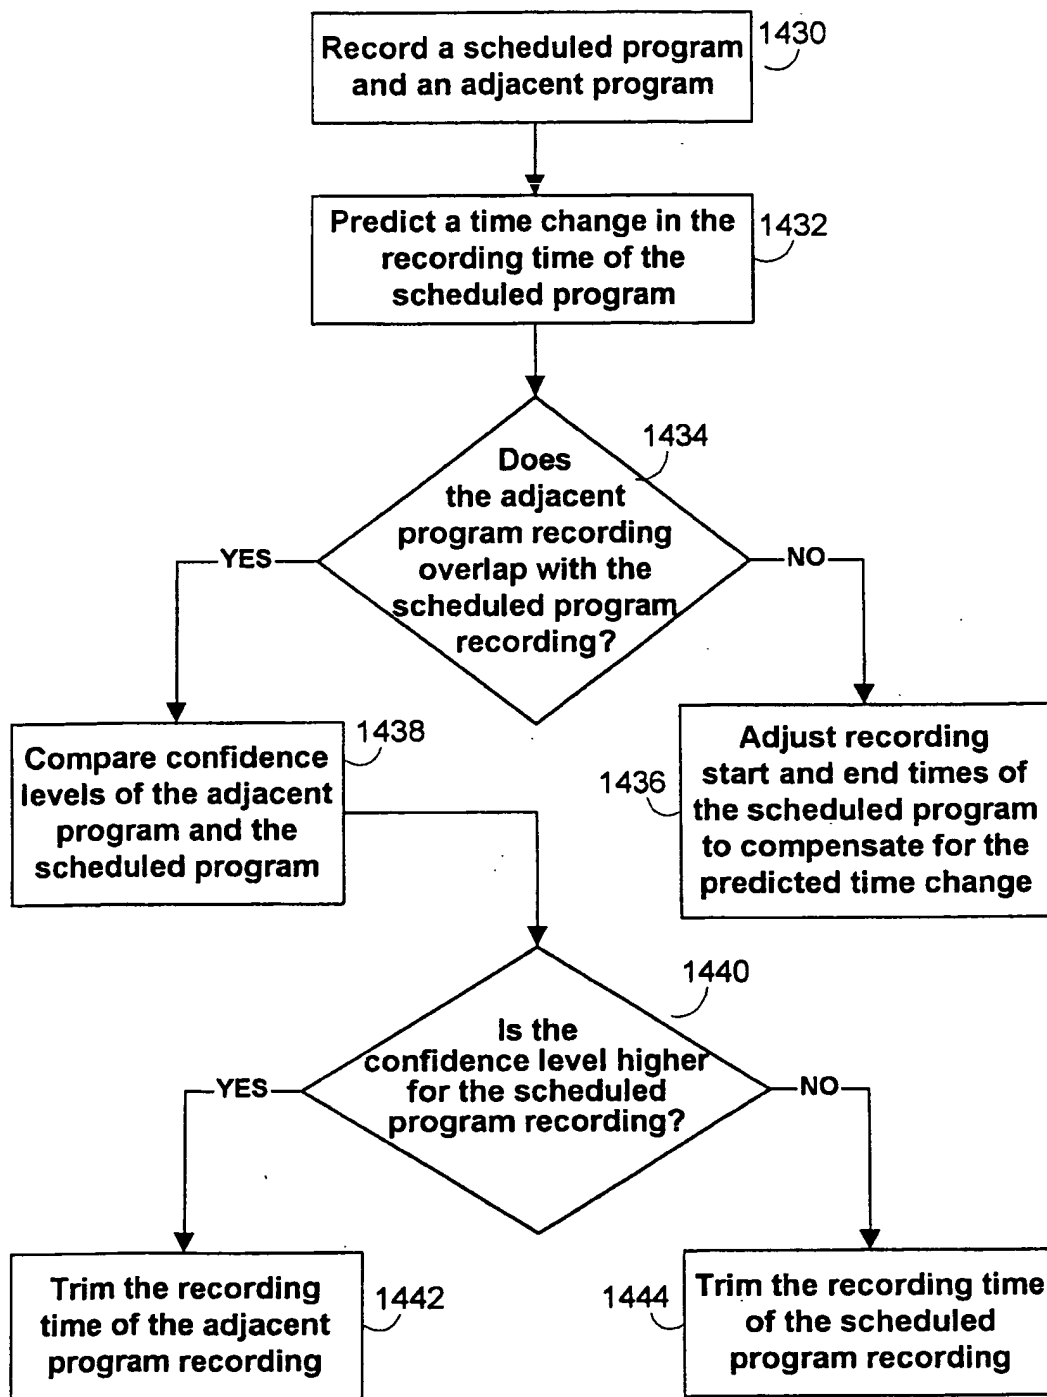 Record a scheduled program
and an adjacent program
1430
Predict a time change in the
recording time of the
scheduled program
1432
Does
the adjacent
program recording
overlap with the
scheduled program
recording?
1434
YES
NO
Compare confidence
levels of the adjacent
program and the
scheduled program
1438
1436
Adjust recording
start and end times of
the scheduled program
to compensate for the
predicted time change
Is the
confidence level higher
for the scheduled
program recording?
1440
YES
NO
Trim the recording
time of the adjacent
program recording
1442
1444
Trim the recording time
of the scheduled
program recording